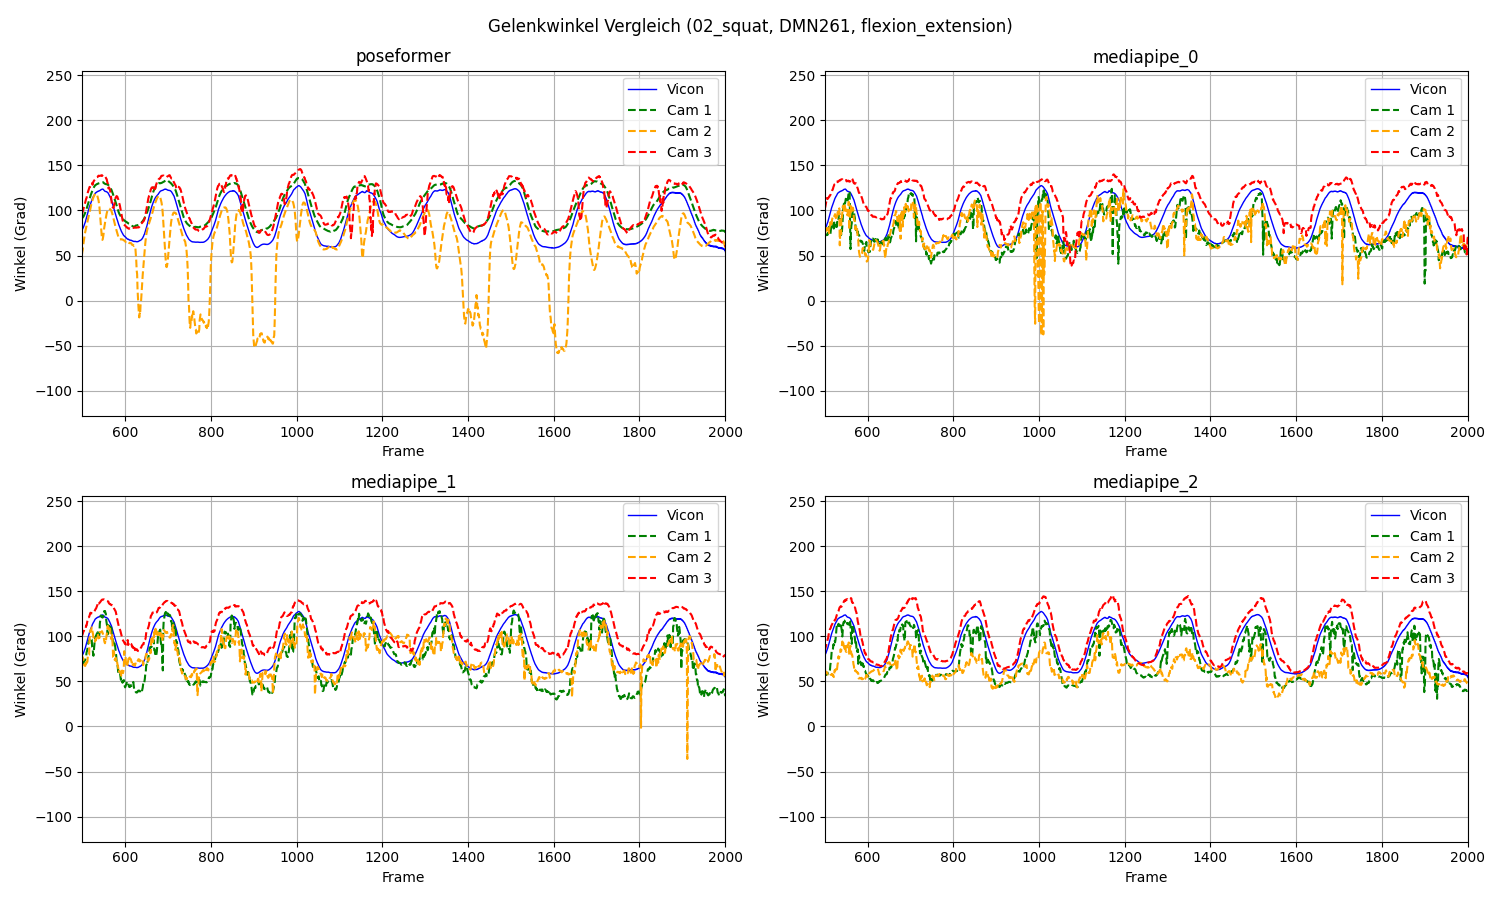 Gelenkwinkel Vergleich (02_squat, DMN261, flexion_extension)
poseformer
250
200
150
100
50
0
−50
−100
Winkel (Grad)
600 800 1000 1200 1400 1600 1800 2000
Frame
Vicon
Cam 1
Cam 2
Cam 3
mediapipe_0
250
200
150
100
50
0
−50
−100
Winkel (Grad)
600 800 1000 1200 1400 1600 1800 2000
Frame
Vicon
Cam 1
Cam 2
Cam 3
mediapipe_1
250
200
150
100
50
0
−50
−100
Winkel (Grad)
600 800 1000 1200 1400 1600 1800 2000
Frame
Vicon
Cam 1
Cam 2
Cam 3
mediapipe_2
250
200
150
100
50
0
−50
−100
Winkel (Grad)
600 800 1000 1200 1400 1600 1800 2000
Frame
Vicon
Cam 1
Cam 2
Cam 3